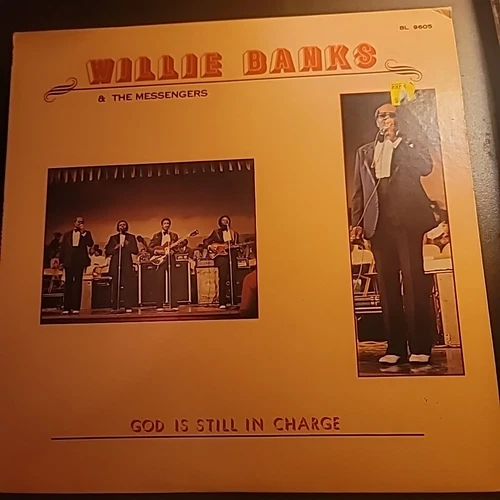 BL 9605
WILLIE BANKS
& THE MESSENGERS
GOD IS STILL IN CHARGE